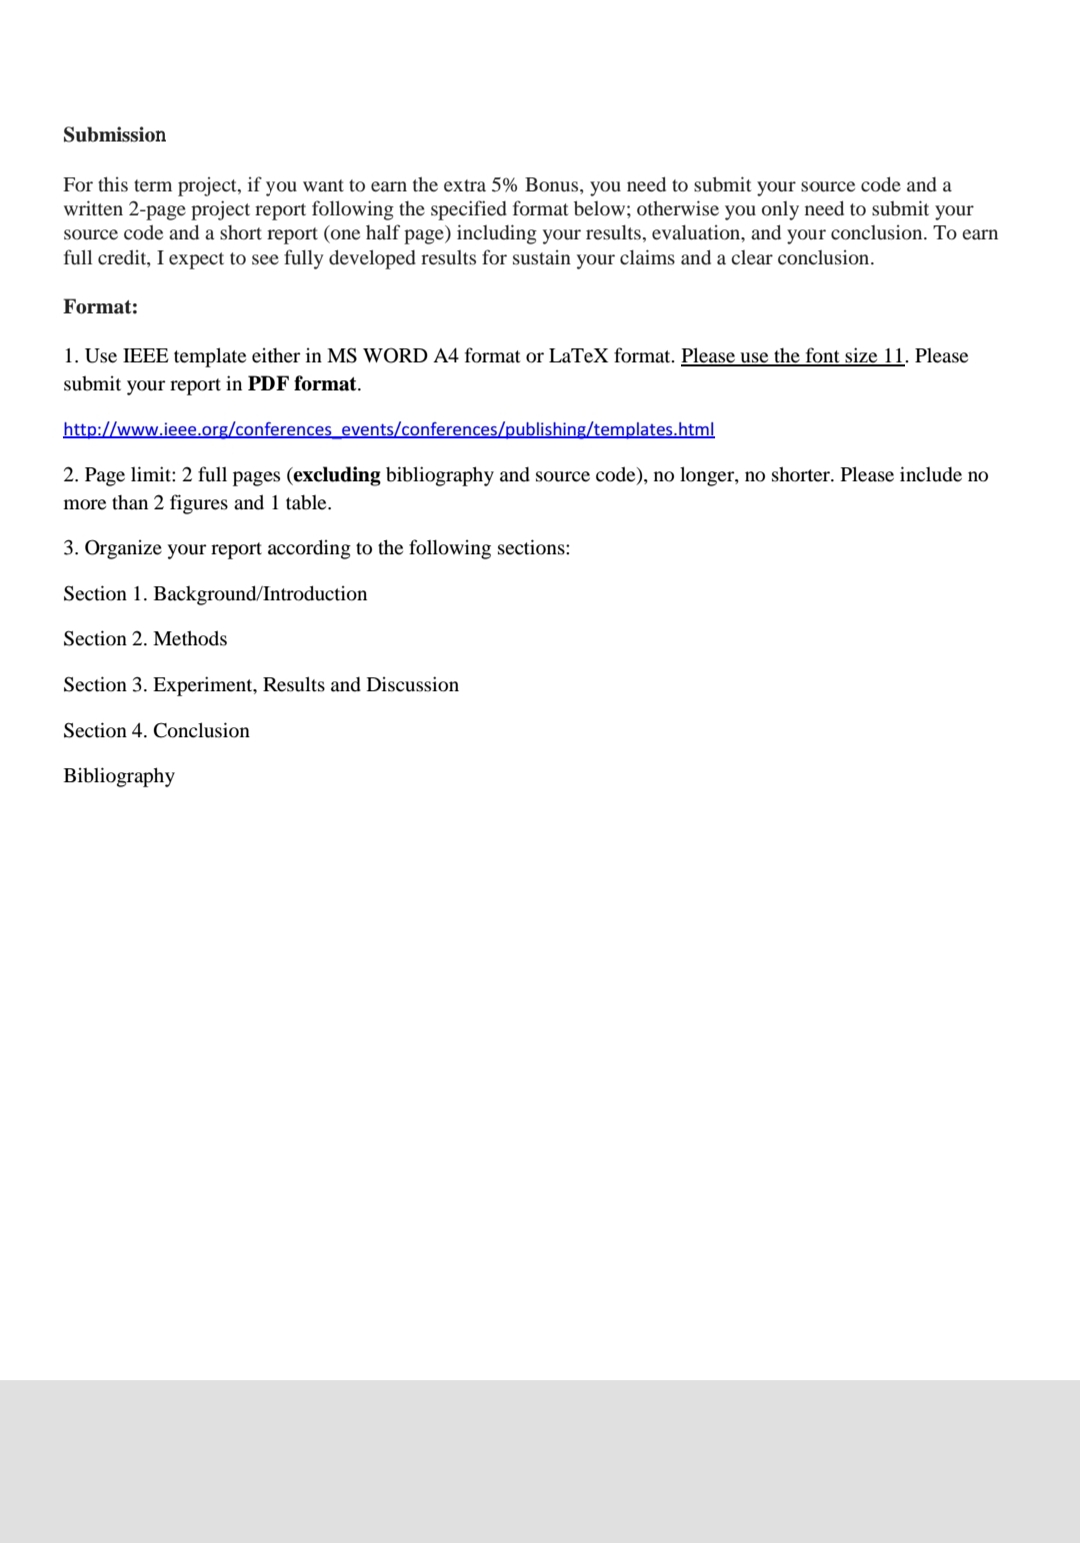 Submission
For this term project, if you want to earn the extra 5% Bonus, you need to submit your source code and a
written 2-page project report following the specified format below; otherwise you only need to submit your
source code and a short report (one half page) including your results, evaluation, and your conclusion. To earn
full credit, I expect to see fully developed results for sustain your claims and a clear conclusion.
Format:
1. Use IEEE template either in MS WORD A4 format or LaTeX format. Please use the font size 11. Please
submit your report in PDF format.
http://www.ieee.org/conferences_events/conferences/publishing/templates.html
2. Page limit: 2 full pages (excluding bibliography and source code), no longer, no shorter. Please include no
more than 2 figures and 1 table.
3. Organize your report according to the following sections:
Section 1. Background/Introduction
Section 2. Methods
Section 3. Experiment, Results and Discussion
Section 4. Conclusion
Bibliography